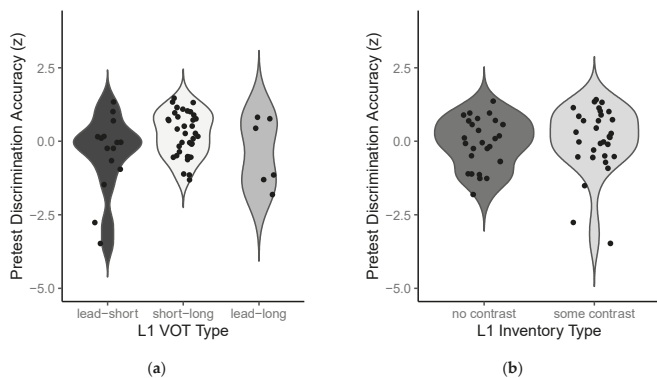 Pretest Discrimination Accuracy (z)
2.5
0.0
−2.5
−5.0
lead−short short−long lead−long
L1 VOT Type
(a)
Pretest Discrimination Accuracy (z)
2.5
0.0
−2.5
−5.0
no contrast some contrast
L1 Inventory Type
(b)